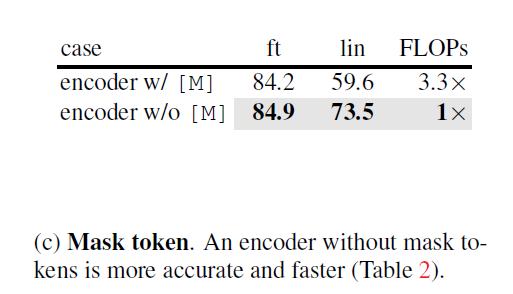 case ft lin FLOPs
encoder w/ [M] 84.2 59.6 3.3×
encoder w/o [M] 84.9 73.5 1×
(c) Mask token. An encoder without mask to-
kens is more accurate and faster (Table 2).